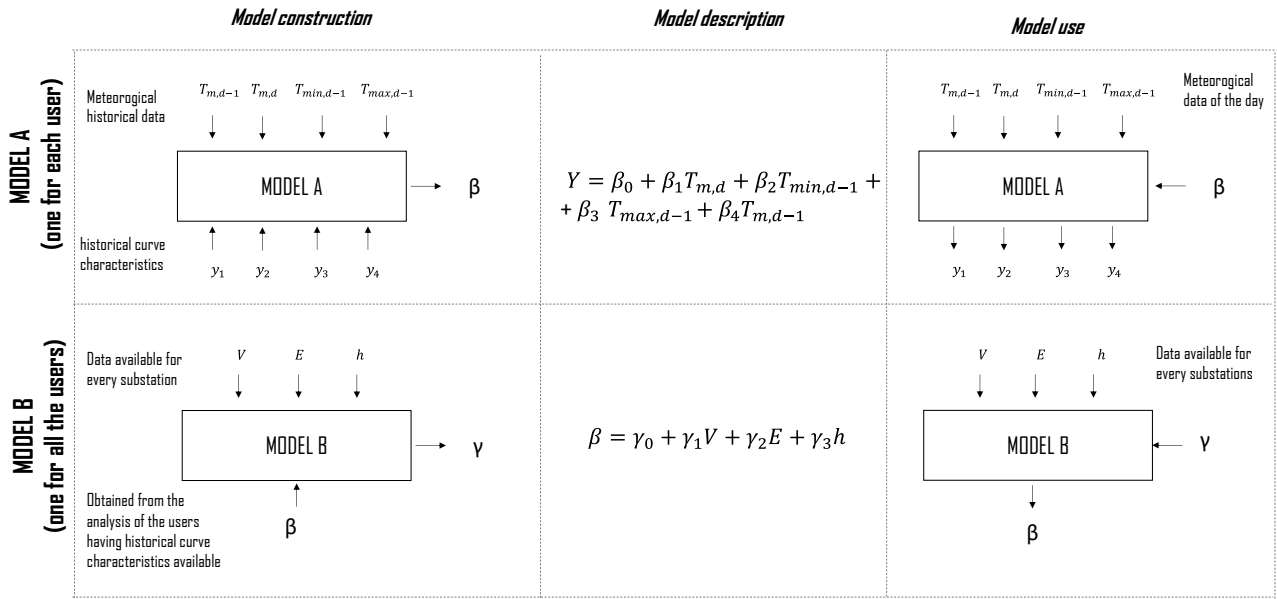 Model construction
Model description
Model use
MODEL A
(one for each user)
Meteorogical
historical data
T_{m,d−1} T_{m,d} T_{min,d−1} T_{max,d−1}
MODEL A
β
historical curve
characteristics
y_1 y_2 y_3 y_4
Y = β_0 + β_1T_{m,d} + β_2T_{min,d−1} +
+ β_3 T_{max,d−1} + β_4T_{m,d−1}
T_{m,d−1} T_{m,d} T_{min,d−1} T_{max,d−1}
Meteorogical
data of the day
MODEL A
β
y_1 y_2 y_3 y_4
MODEL B
(one for all the users)
Data available for
every substation
V E h
MODEL B
γ
Obtained from the
analysis of the users
having historical curve
characteristics available
β
β = γ_0 + γ_1V + γ_2E + γ_3h
V E h
Data available for
every substations
MODEL B
γ
β